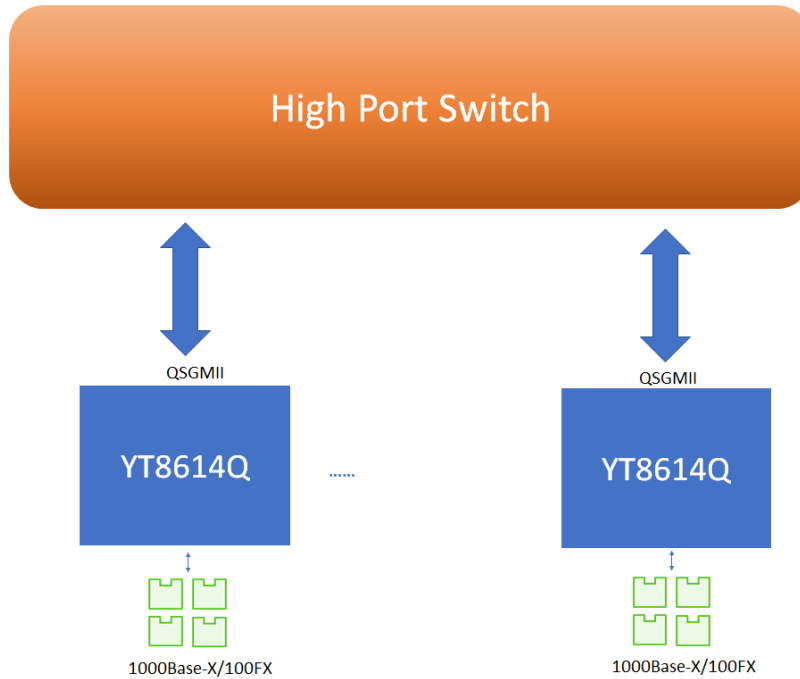 High Port Switch
QSGMII
QSGMII
YT8614Q
......
YT8614Q
1000Base-X/100FX
1000Base-X/100FX